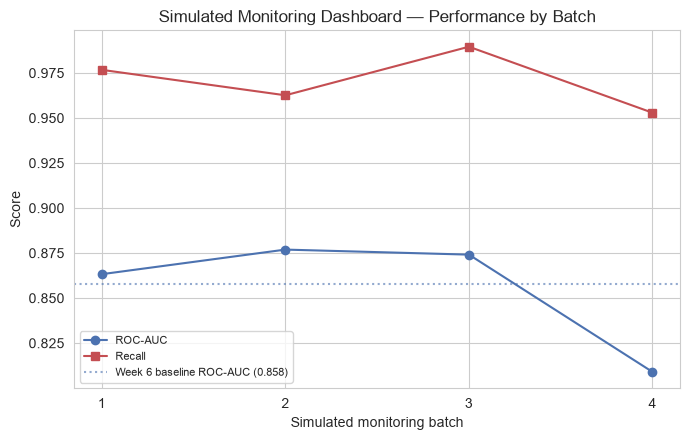 Simulated Monitoring Dashboard — Performance by Batch
Score
0.975
0.950
0.925
0.900
0.875
0.850
0.825
ROC-AUC
Recall
Week 6 baseline ROC-AUC (0.858)
1
2
3
4
Simulated monitoring batch